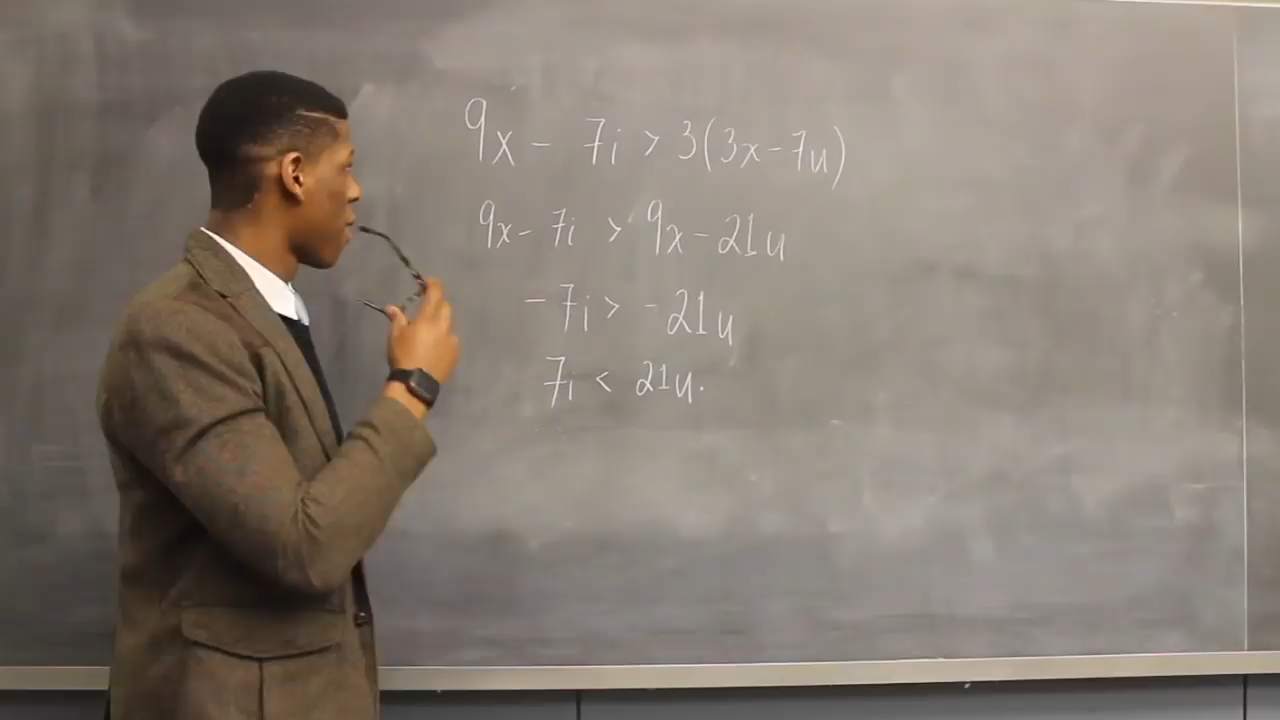 9x - 7i > 3(3x-7u)
9x- 7i > 9x-21u
-7i > -21u
7i < 21u.